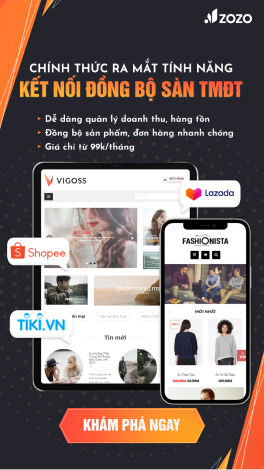 ZOZO
CHÍNH THỨC RA MẮT TÍNH NĂNG
KẾT NỐI ĐỒNG BỘ SÀN TMĐT
Dễ dàng quản lý doanh thu, hàng tồn
Đồng bộ sản phẩm, đơn hàng nhanh chóng
Giá chỉ từ 99k/tháng
VIGOSS
Lazada
FASHIONISTA
Shopee
MỚI NHẤT
TIKI.VN
Tin mới
KHÁM PHÁ NGAY